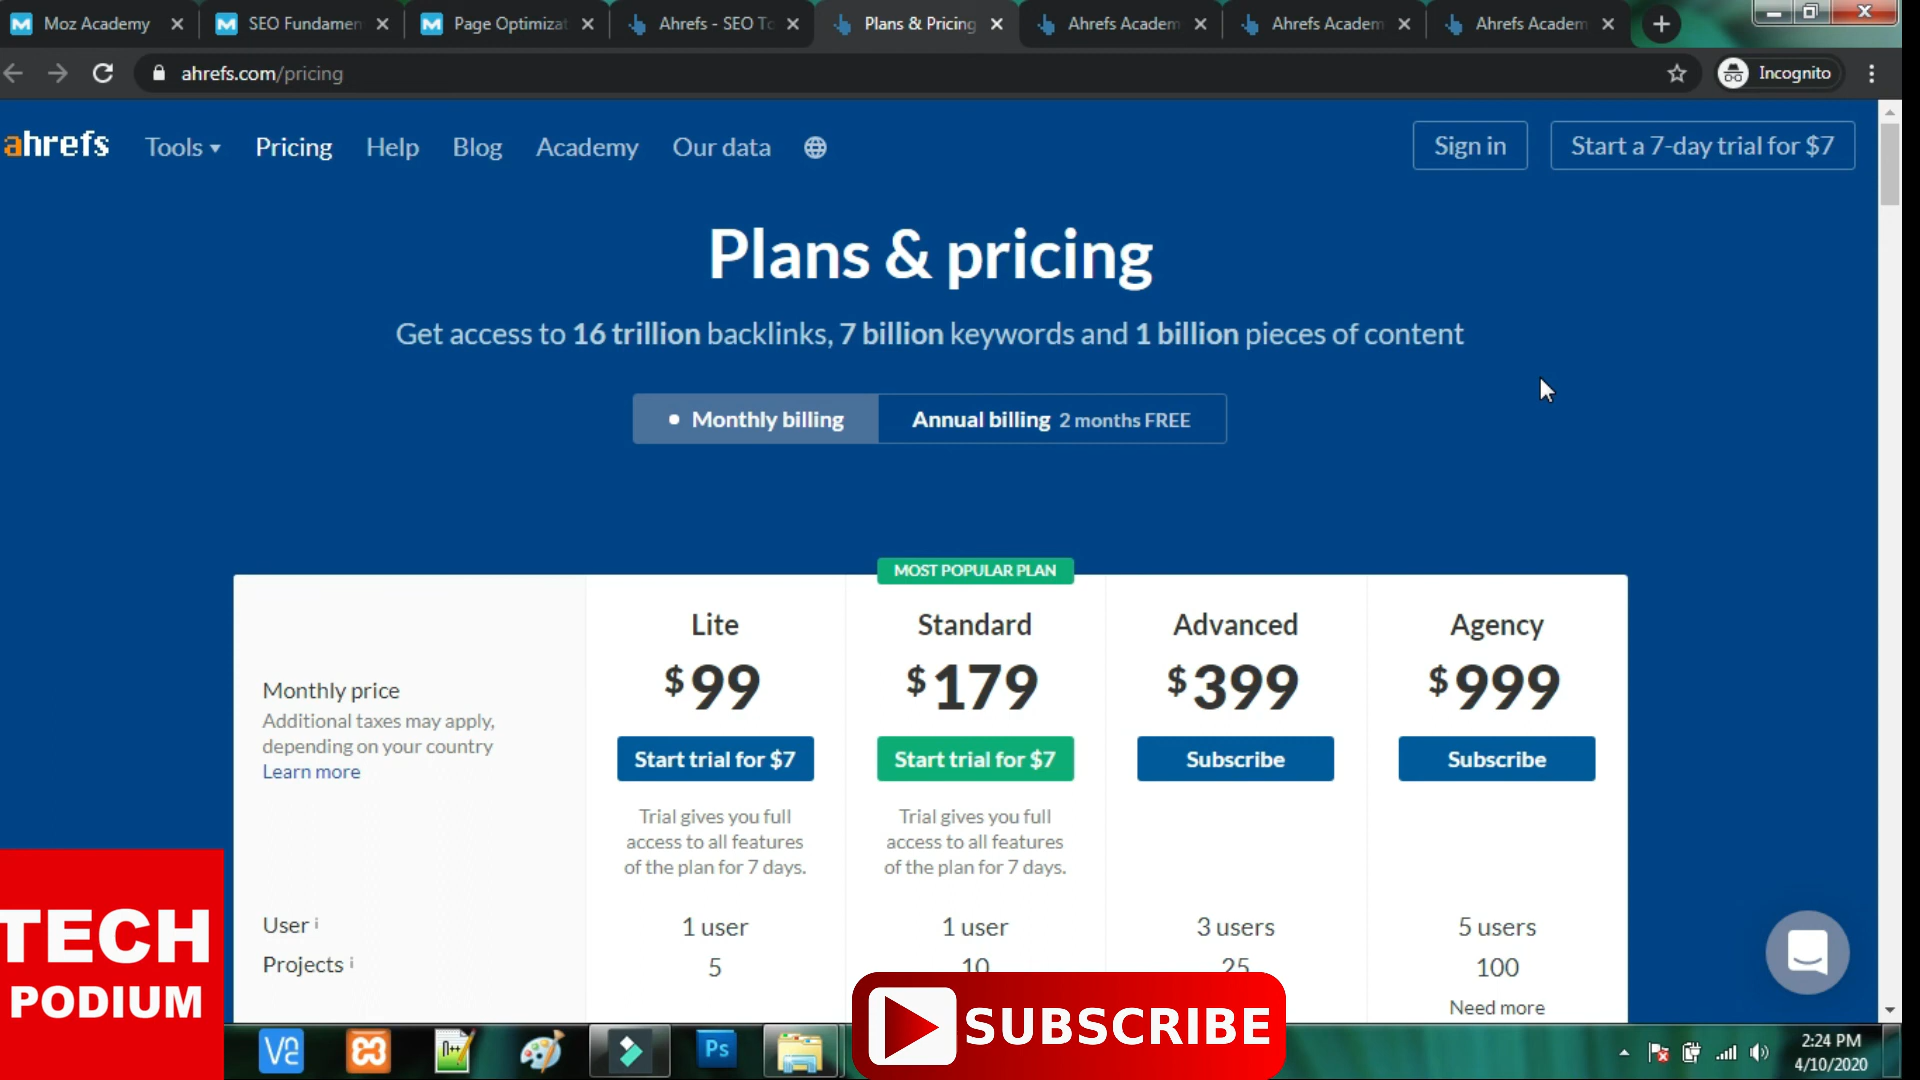 Moz Academy
SEO Fundamen
Page Optimizat
Ahrefs - SEO To
Plans & Pricing
Ahrefs Academ
Ahrefs Academ
Ahrefs Academ
ahrefs.com/pricing
Incognito
ahrefs
Tools
Pricing
Help
Blog
Academy
Our data
Sign in
Start a 7-day trial for $7
Plans & pricing
Get access to 16 trillion backlinks, 7 billion keywords and 1 billion pieces of content
Monthly billing
Annual billing 2 months FREE
MOST POPULAR PLAN
Lite
Standard
Advanced
Agency
Monthly price
Additional taxes may apply,
depending on your country
Learn more
$99
$179
$399
$999
Start trial for $7
Start trial for $7
Subscribe
Subscribe
Trial gives you full
access to all features
of the plan for 7 days.
Trial gives you full
access to all features
of the plan for 7 days.
User i
1 user
1 user
3 users
5 users
Projects i
5
10
25
100
Need more
TECH
PODIUM
SUBSCRIBE
Ps
2:24 PM
4/10/2020